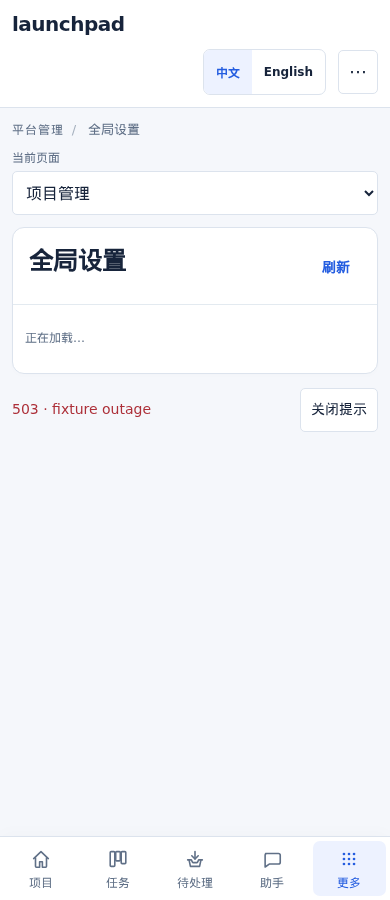 launchpad
中文 English ...
平台管理 / 全局设置
当前页面
项目管理
全局设置
刷新
正在加载...
503 · fixture outage
关闭提示
项目 任务 待处理 助手 更多